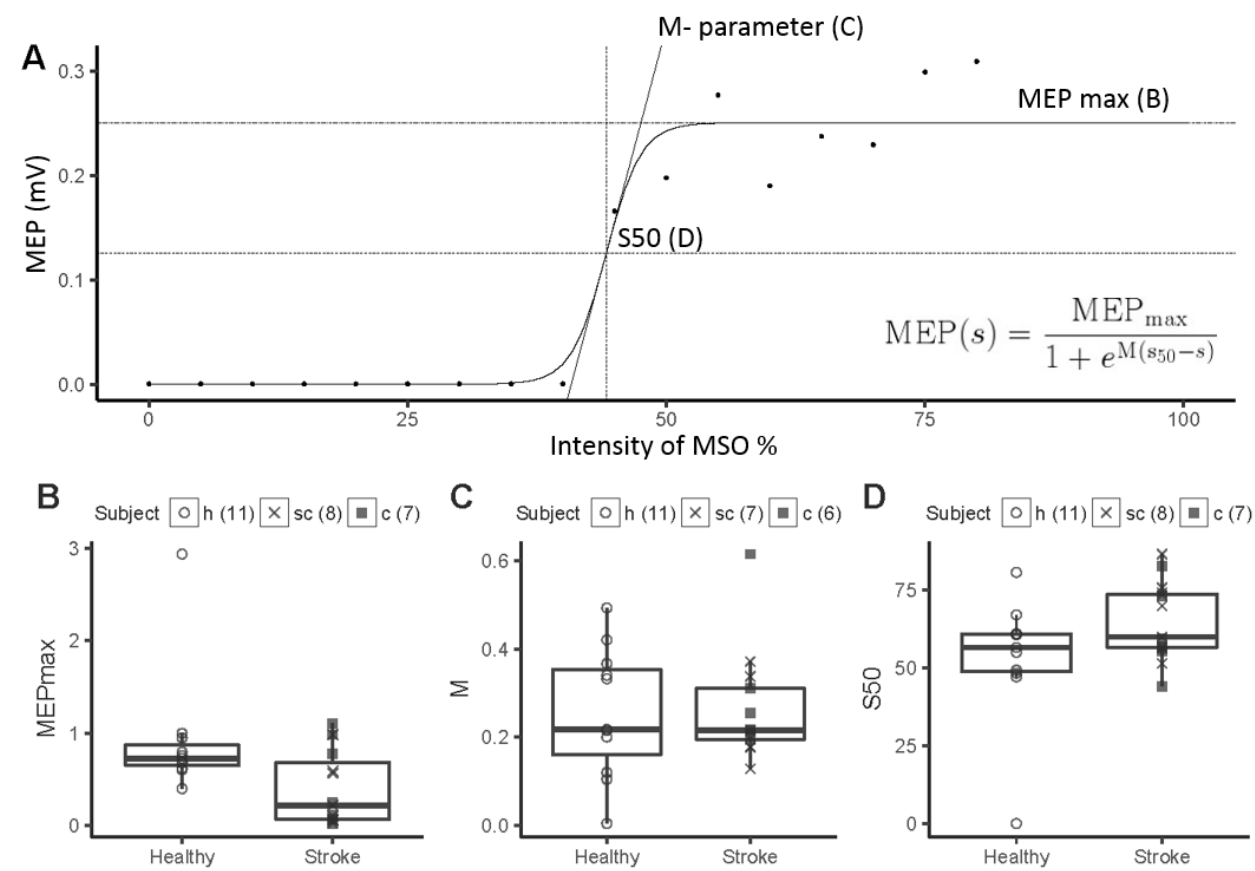 M- parameter (C)
A
0.3
MEP max (B)
0.2
S50 (D)
0.1
0.0
MEP (mV)
MEP(s) = MEPmax / 1 + e^M(s50−s)
0 25 50 75 100
Intensity of MSO %
B
Subject h (11) sc (8) c (7)
3
2
1
0
MEPmax
Healthy Stroke
C
Subject h (11) sc (7) c (6)
0.6
0.4
0.2
0.0
M
Healthy Stroke
D
Subject h (11) sc (8) c (7)
75
50
25
0
S50
Healthy Stroke